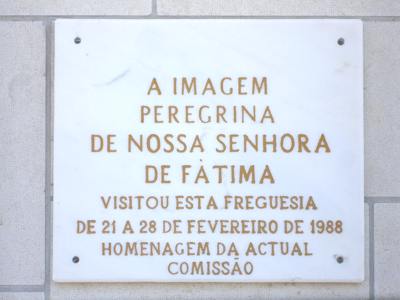 A IMAGEM
PEREGRINA
DE NOSSA SENHORA
DE FÀTIMA
VISITOU ESTA FREGUESIA
DE 21 A 28 DE FEVEREIRO DE 1988
HOMENAGEM DA ACTUAL
COMISSÃO